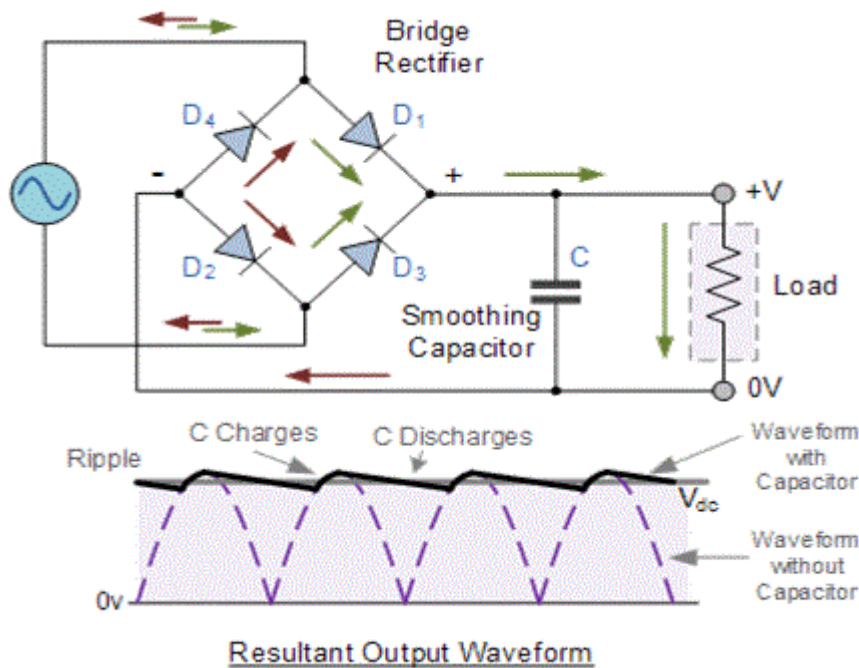 Bridge
Rectifier
D4
D1
-
+
+V
D2
D3
C
Load
Smoothing
Capacitor
0V
C Charges
C Discharges
Waveform
with
Capacitor
Ripple
Vdc
Waveform
without
Capacitor
0v
Resultant Output Waveform